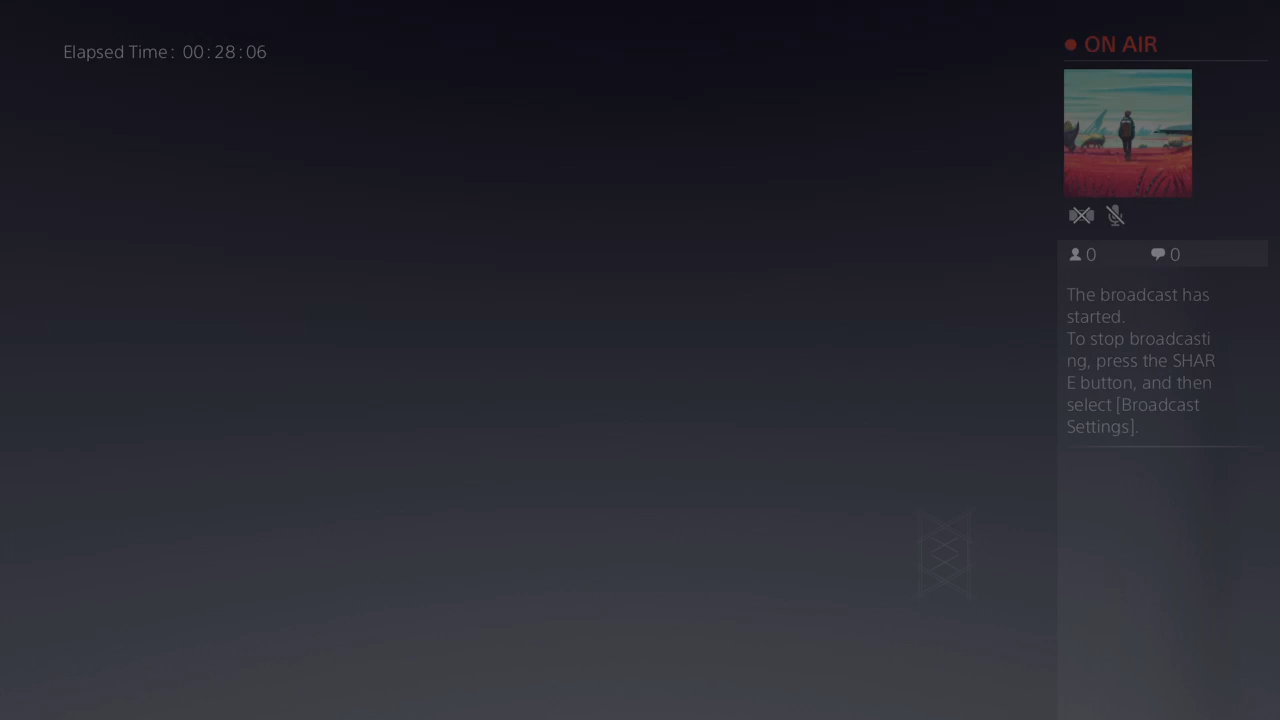 Elapsed Time: 00:28:06
ON AIR
0 0
The broadcast has
started.
To stop broadcasti
ng, press the SHAR
E button, and then
select [Broadcast
Settings].